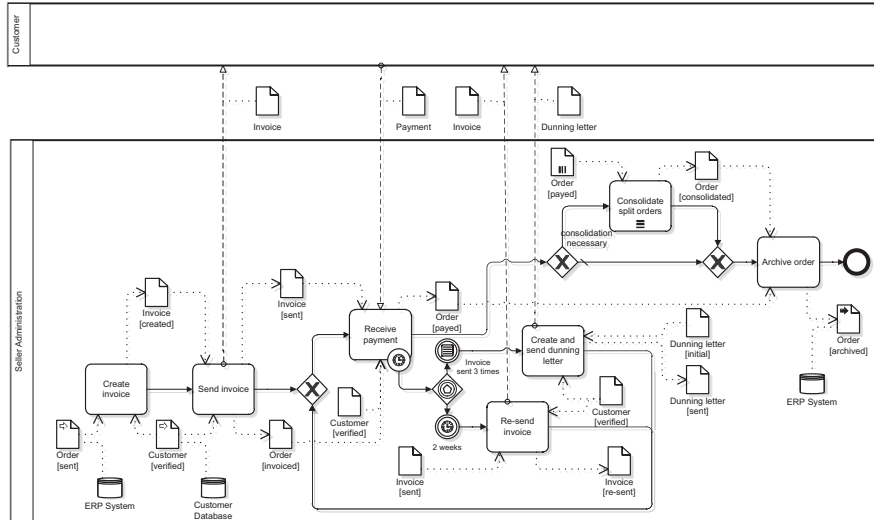 Customer
Invoice
Payment
Invoice
Dunning letter
Seller Administration
Order
[payed]
Consolidate
split orders
Order
[consolidated]
consolidation
necessary
Archive order
Invoice
[created]
Invoice
[sent]
Receive
payment
Order
[payed]
Invoice
sent 3 times
Create and
send dunning
letter
Dunning letter
[initial]
Order
[archived]
Create
invoice
Send invoice
Customer
[verified]
Dunning letter
[sent]
ERP System
Customer
[verified]
2 weeks
Re-send
invoice
Order
[sent]
Customer
[verified]
Order
[invoiced]
Invoice
[sent]
Invoice
[re-sent]
ERP System
Customer
Database